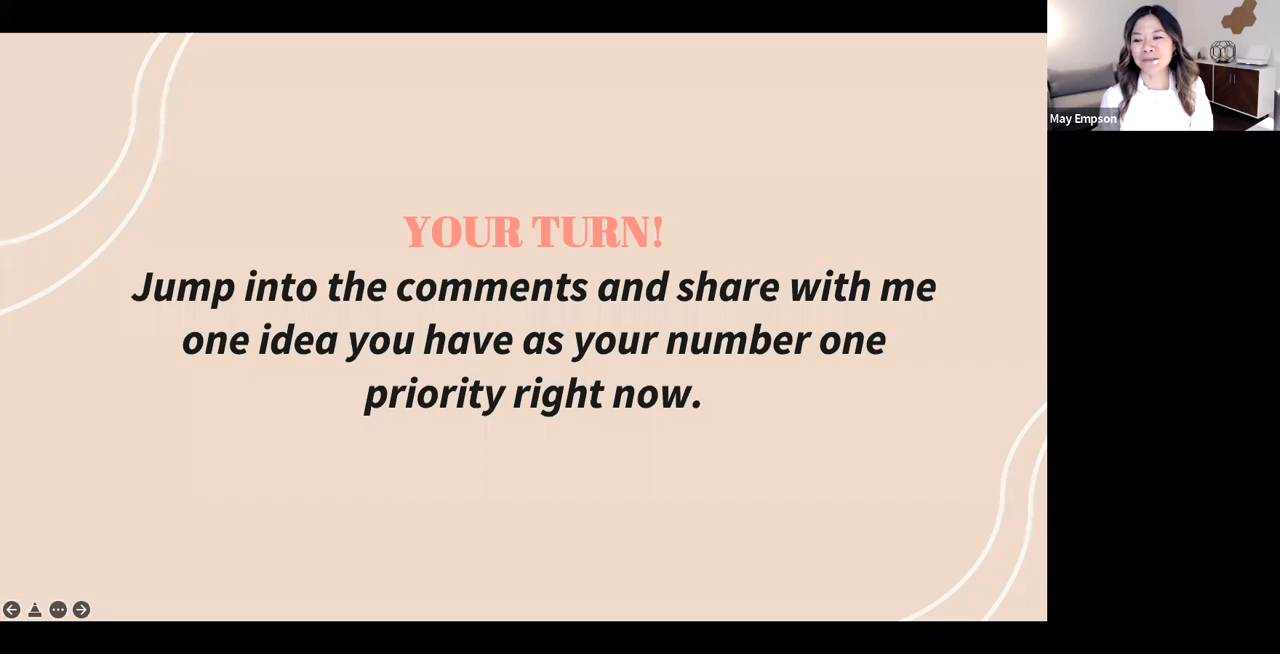 YOUR TURN!
Jump into the comments and share with me
one idea you have as your number one
priority right now.
May Empson